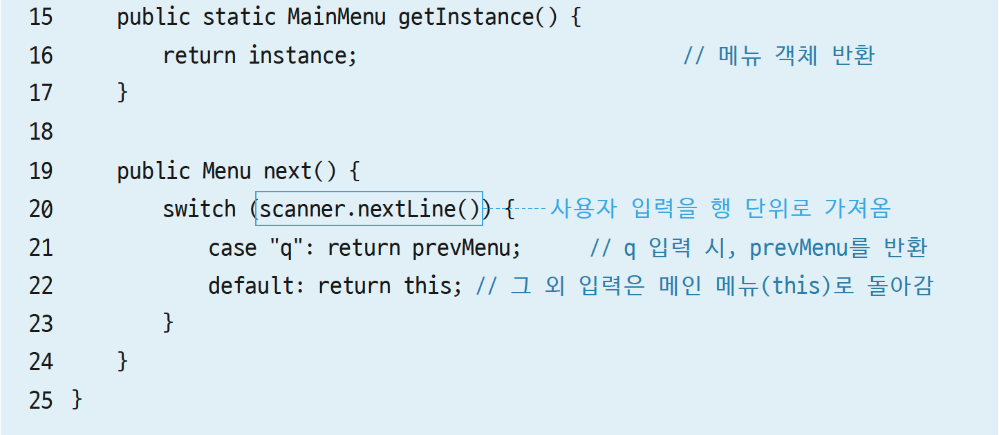 15 public static MainMenu getInstance() {
16 return instance; // 메뉴 객체 반환
17 }
18
19 public Menu next() {
20 switch (scanner.nextLine()) { 사용자 입력을 행 단위로 가져옴
21 case "q": return prevMenu; // q 입력 시, prevMenu를 반환
22 default: return this; // 그 외 입력은 메인 메뉴(this)로 돌아감
23 }
24 }
25 }